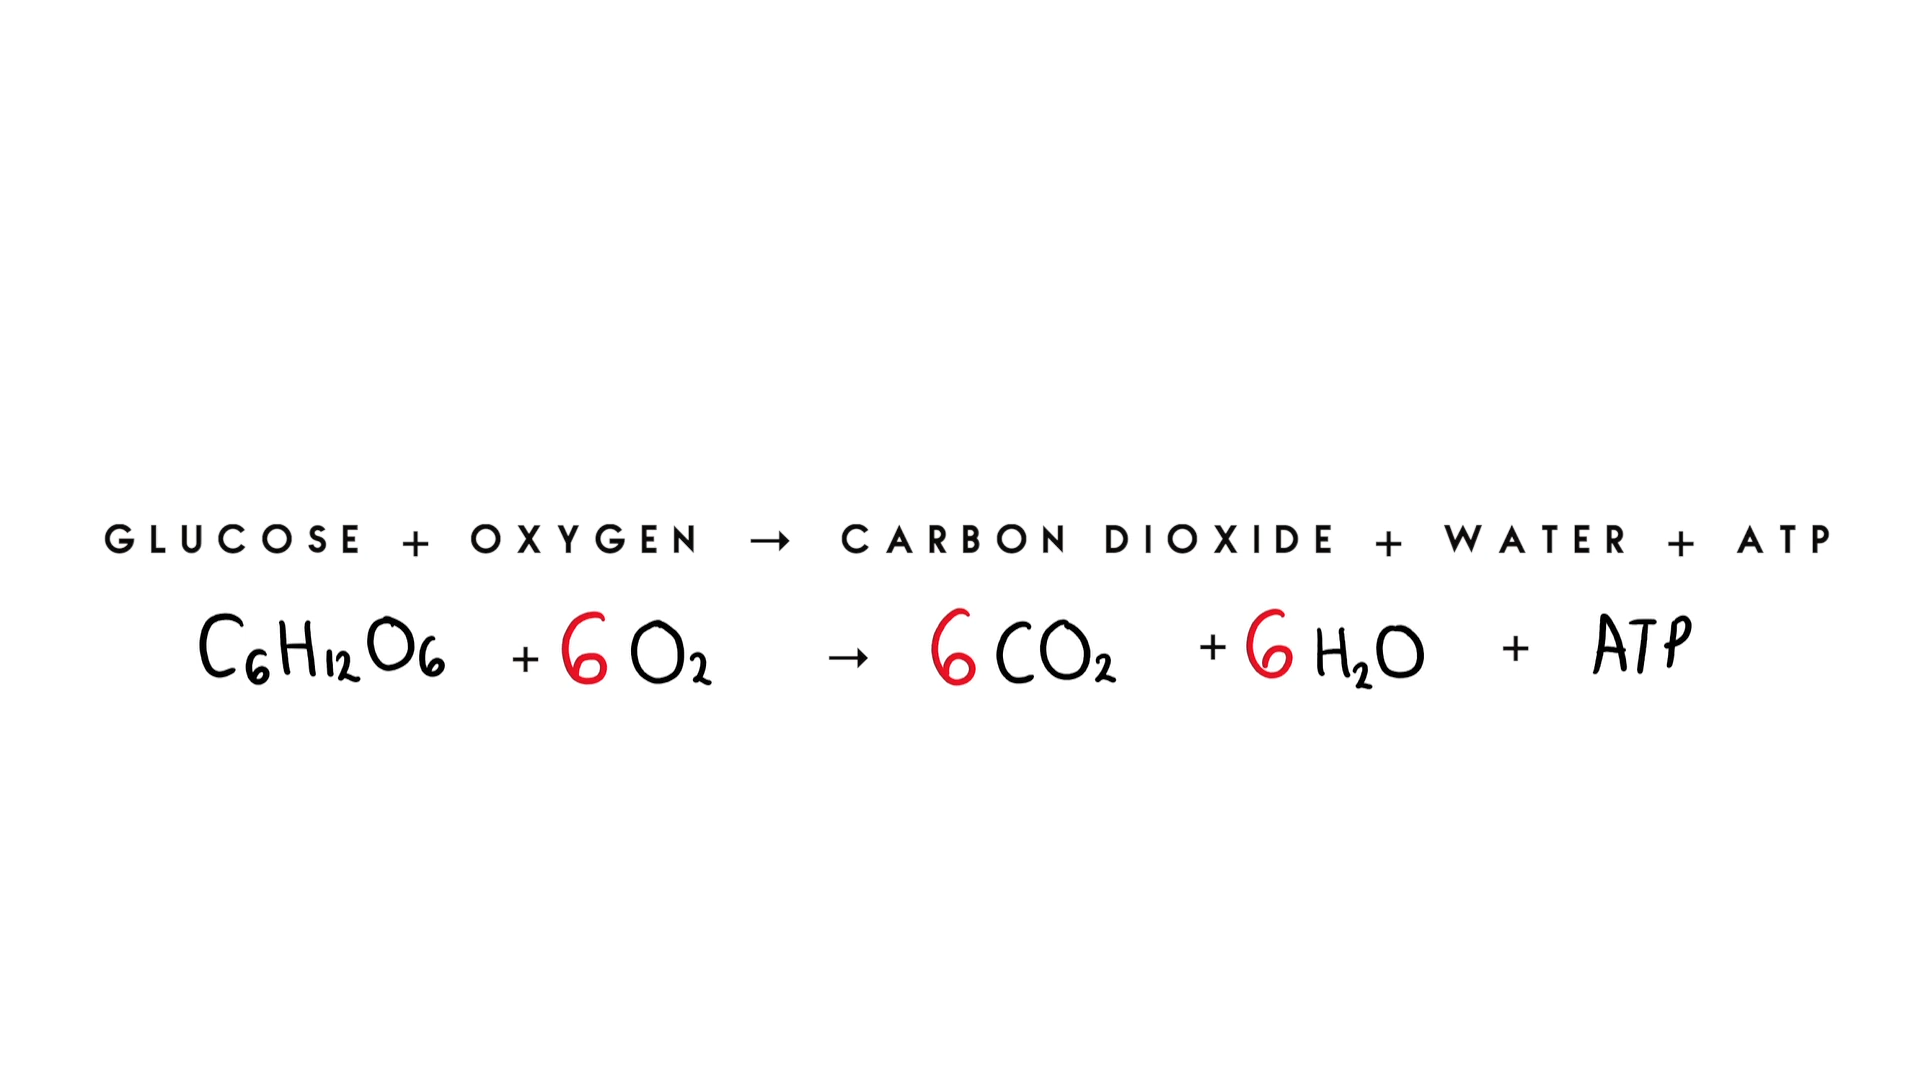 GLUCOSE + OXYGEN → CARBON DIOXIDE + WATER + ATP
C₆H₁₂O₆ + 6 O₂ → 6 CO₂ + 6 H₂O + ATP